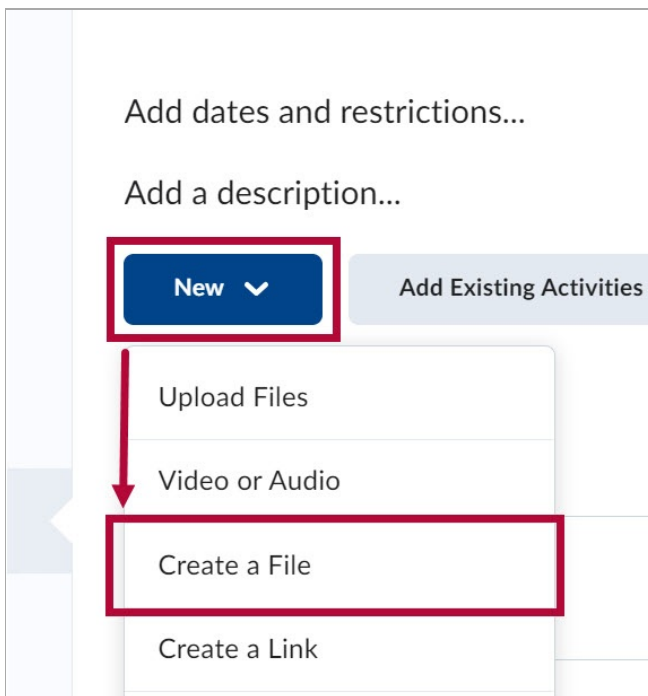 Add dates and restrictions...
Add a description...
New Add Existing Activities
Upload Files
Video or Audio
Create a File
Create a Link